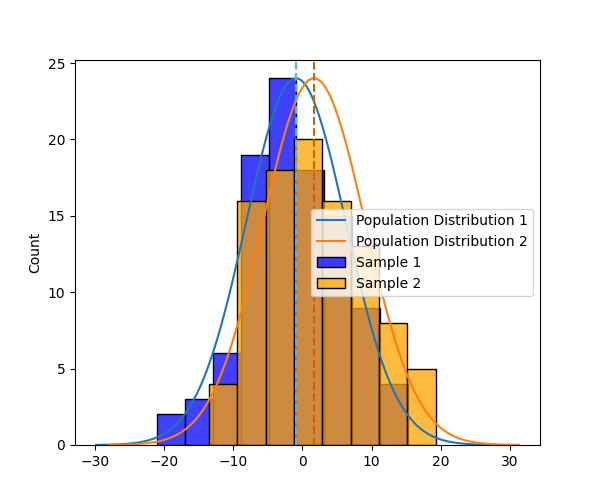 25
20
15
10
5
0
Count
Population Distribution 1
Population Distribution 2
Sample 1
Sample 2
−30 −20 −10 0 10 20 30